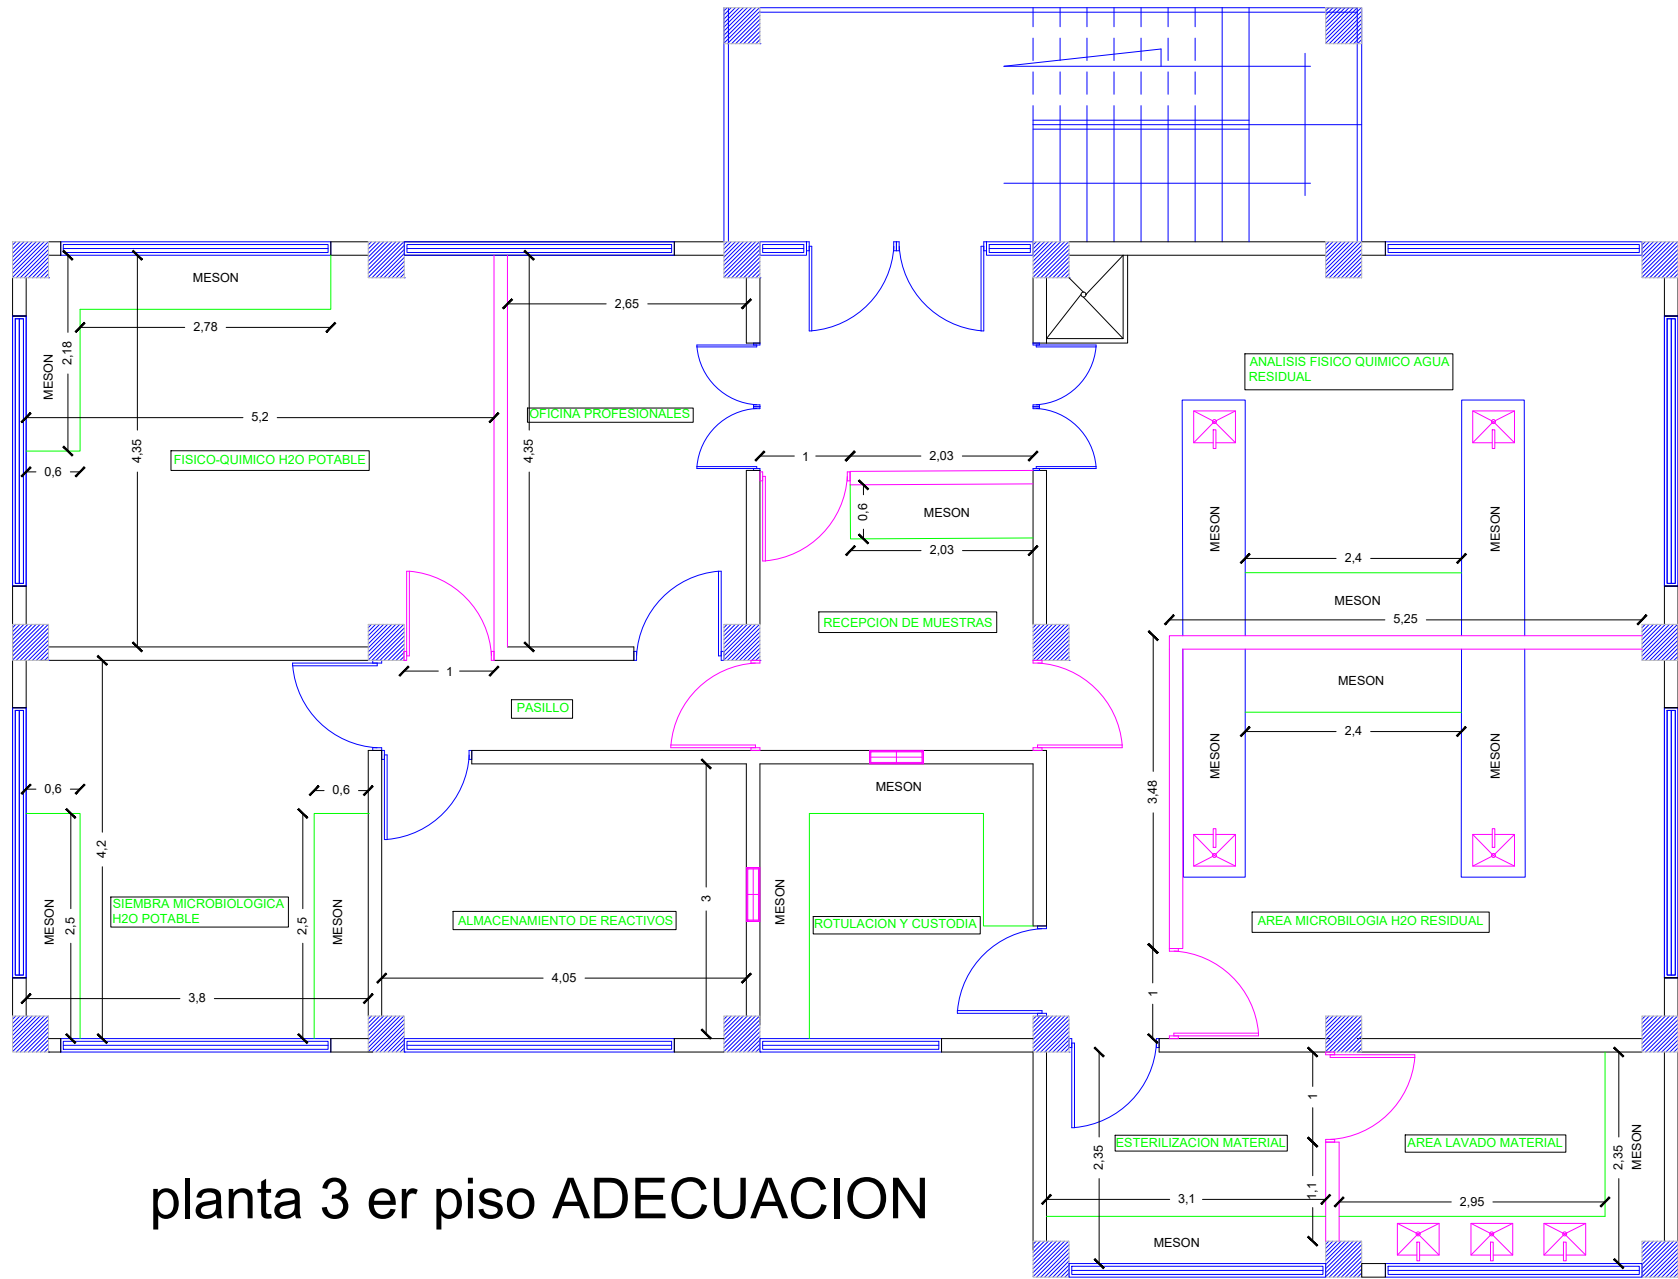 MESON
2,65
2,78
MESON
2,18
ANALISIS FISICO QUIMICO AGUA
RESIDUAL
5,2
OFICINA PROFESIONALES
4,35
4,35
FISICO-QUIMICO H2O POTABLE
0,6
1
2,03
0,6
MESON
2,03
MESON
MESON
2,4
MESON
5,25
RECEPCION DE MUESTRAS
1
PASILLO
MESON
2,4
MESON
MESON
3,48
0,6
0,6
MESON
3
4,2
MESON
SIEMBRA MICROBIOLOGICA
H2O POTABLE
MESON
2,5
2,5
MESON
ALMACENAMIENTO DE REACTIVOS
ROTULACION Y CUSTODIA
AREA MICROBILOGIA H2O RESIDUAL
4,05
3,8
1
1
ESTERILIZACION MATERIAL
AREA LAVADO MATERIAL
2,35
2,35
MESON
3,1
1,1
2,95
MESON
planta 3 er piso ADECUACION